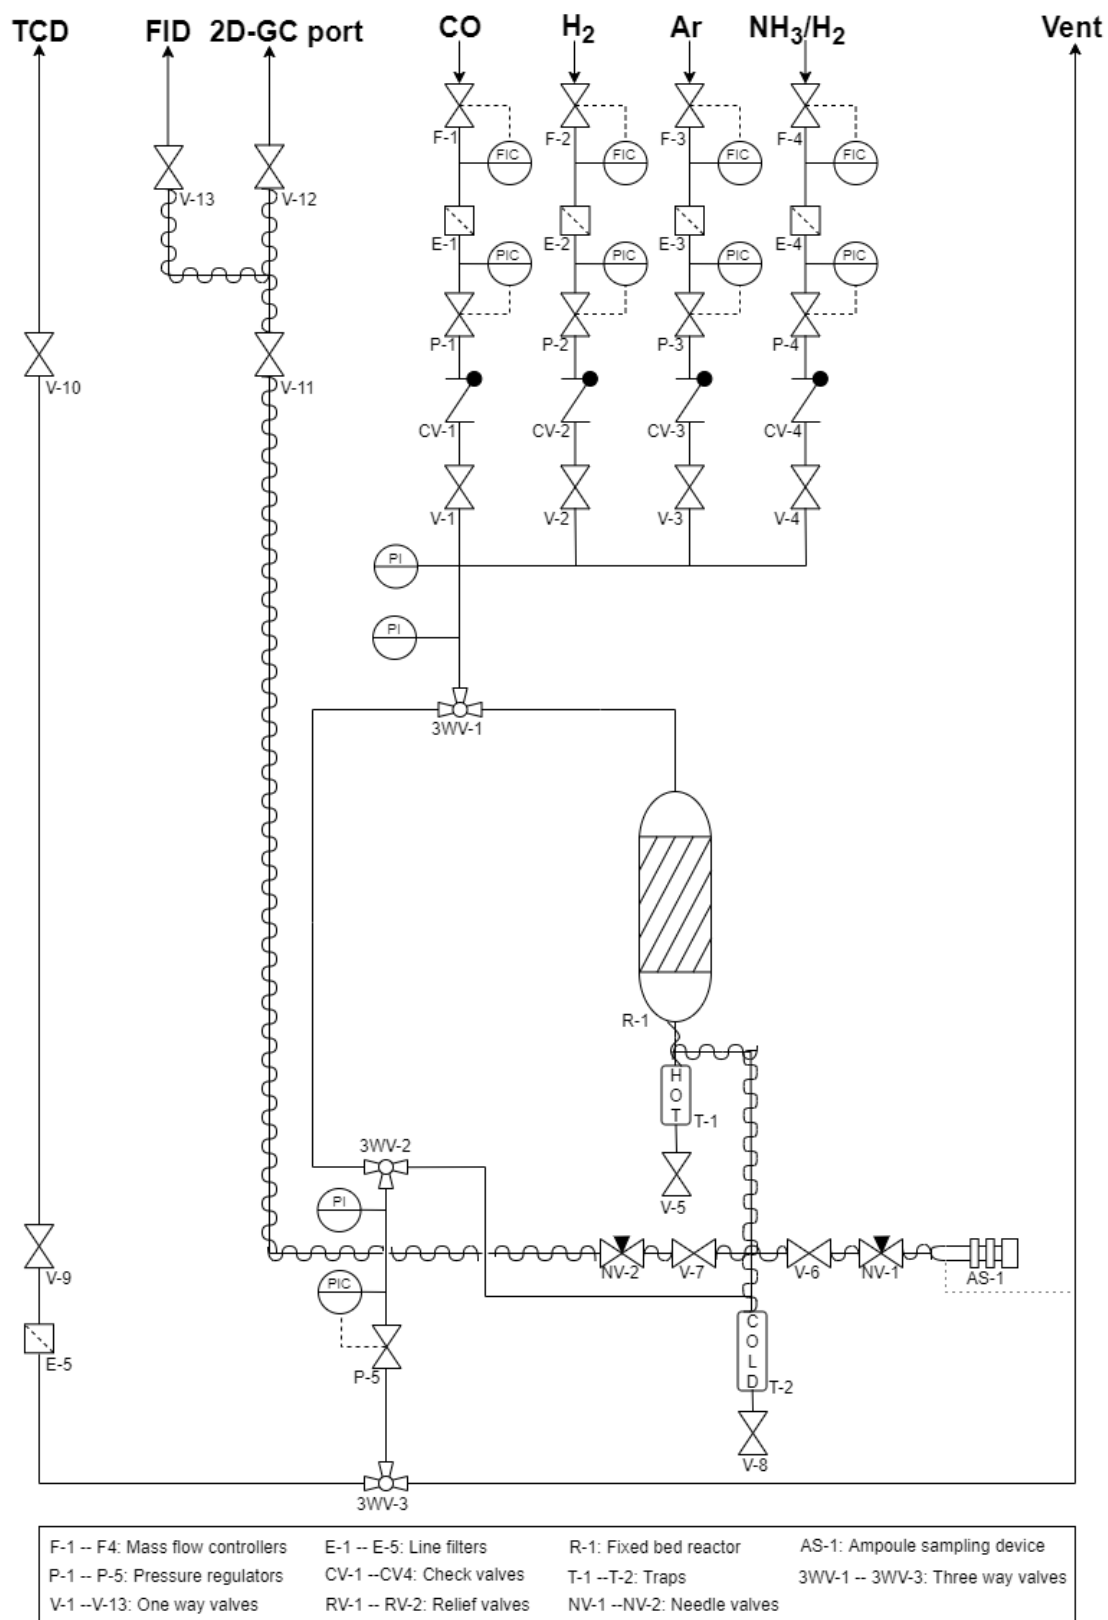 TCD FID 2D-GC port CO H2 Ar NH3/H2 Vent
F-1 F-2 F-3 F-4
FIC FIC FIC FIC
V-13 V-12
E-1 E-2 E-3 E-4
PIC PIC PIC PIC
P-1 P-2 P-3 P-4
V-10 V-11
CV-1 CV-2 CV-3 CV-4
V-1 V-2 V-3 V-4
PI
PI
3WV-1
R-1
HOT
T-1
3WV-2
PI
V-5
V-9 NV-2 V-7 V-6 NV-1 AS-1
PIC
E-5 P-5
COLD
T-2
V-8
3WV-3
F-1 -- F4: Mass flow controllers E-1 -- E-5: Line filters R-1: Fixed bed reactor AS-1: Ampoule sampling device
P-1 -- P-5: Pressure regulators CV-1 --CV4: Check valves T-1 --T-2: Traps 3WV-1 -- 3WV-3: Three way valves
V-1 --V-13: One way valves RV-1 -- RV-2: Relief valves NV-1 --NV-2: Needle valves